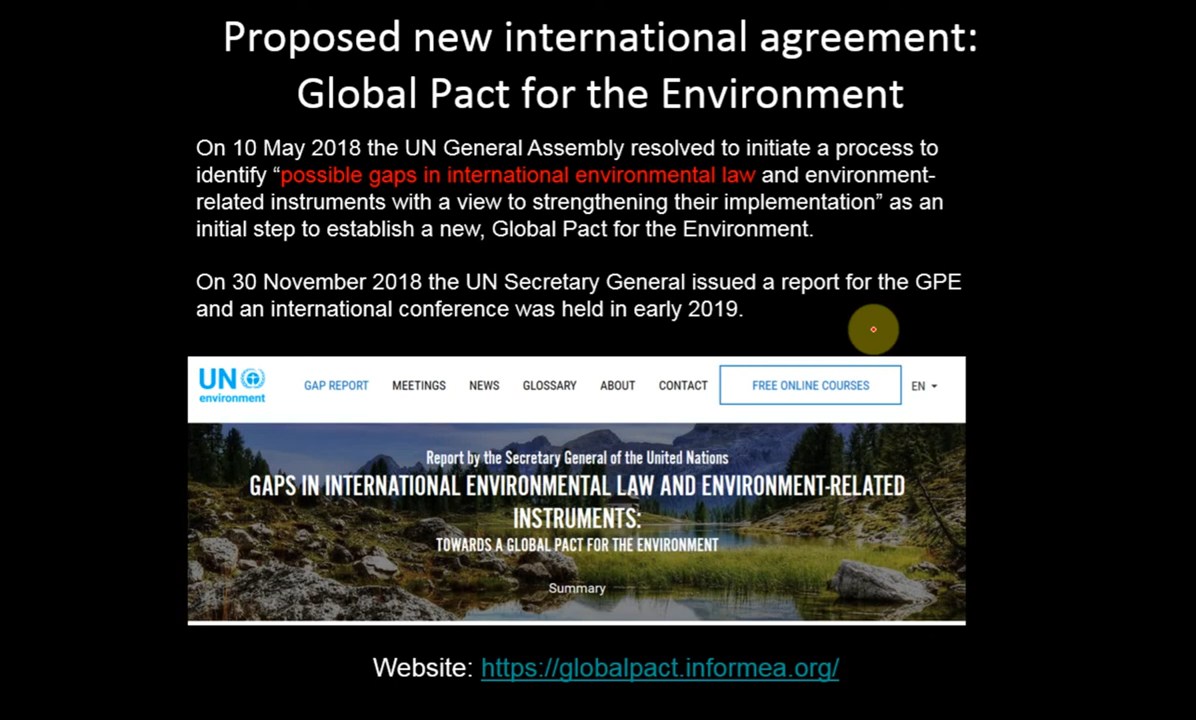 Proposed new international agreement:
Global Pact for the Environment
On 10 May 2018 the UN General Assembly resolved to initiate a process to
identify “possible gaps in international environmental law and environment-
related instruments with a view to strengthening their implementation” as an
initial step to establish a new, Global Pact for the Environment.
On 30 November 2018 the UN Secretary General issued a report for the GPE
and an international conference was held in early 2019.
UN
environment
GAP REPORT MEETINGS NEWS GLOSSARY ABOUT CONTACT FREE ONLINE COURSES EN
Report by the Secretary General of the United Nations
GAPS IN INTERNATIONAL ENVIRONMENTAL LAW AND ENVIRONMENT-RELATED
INSTRUMENTS:
TOWARDS A GLOBAL PACT FOR THE ENVIRONMENT
Summary
Website: https://globalpact.informea.org/